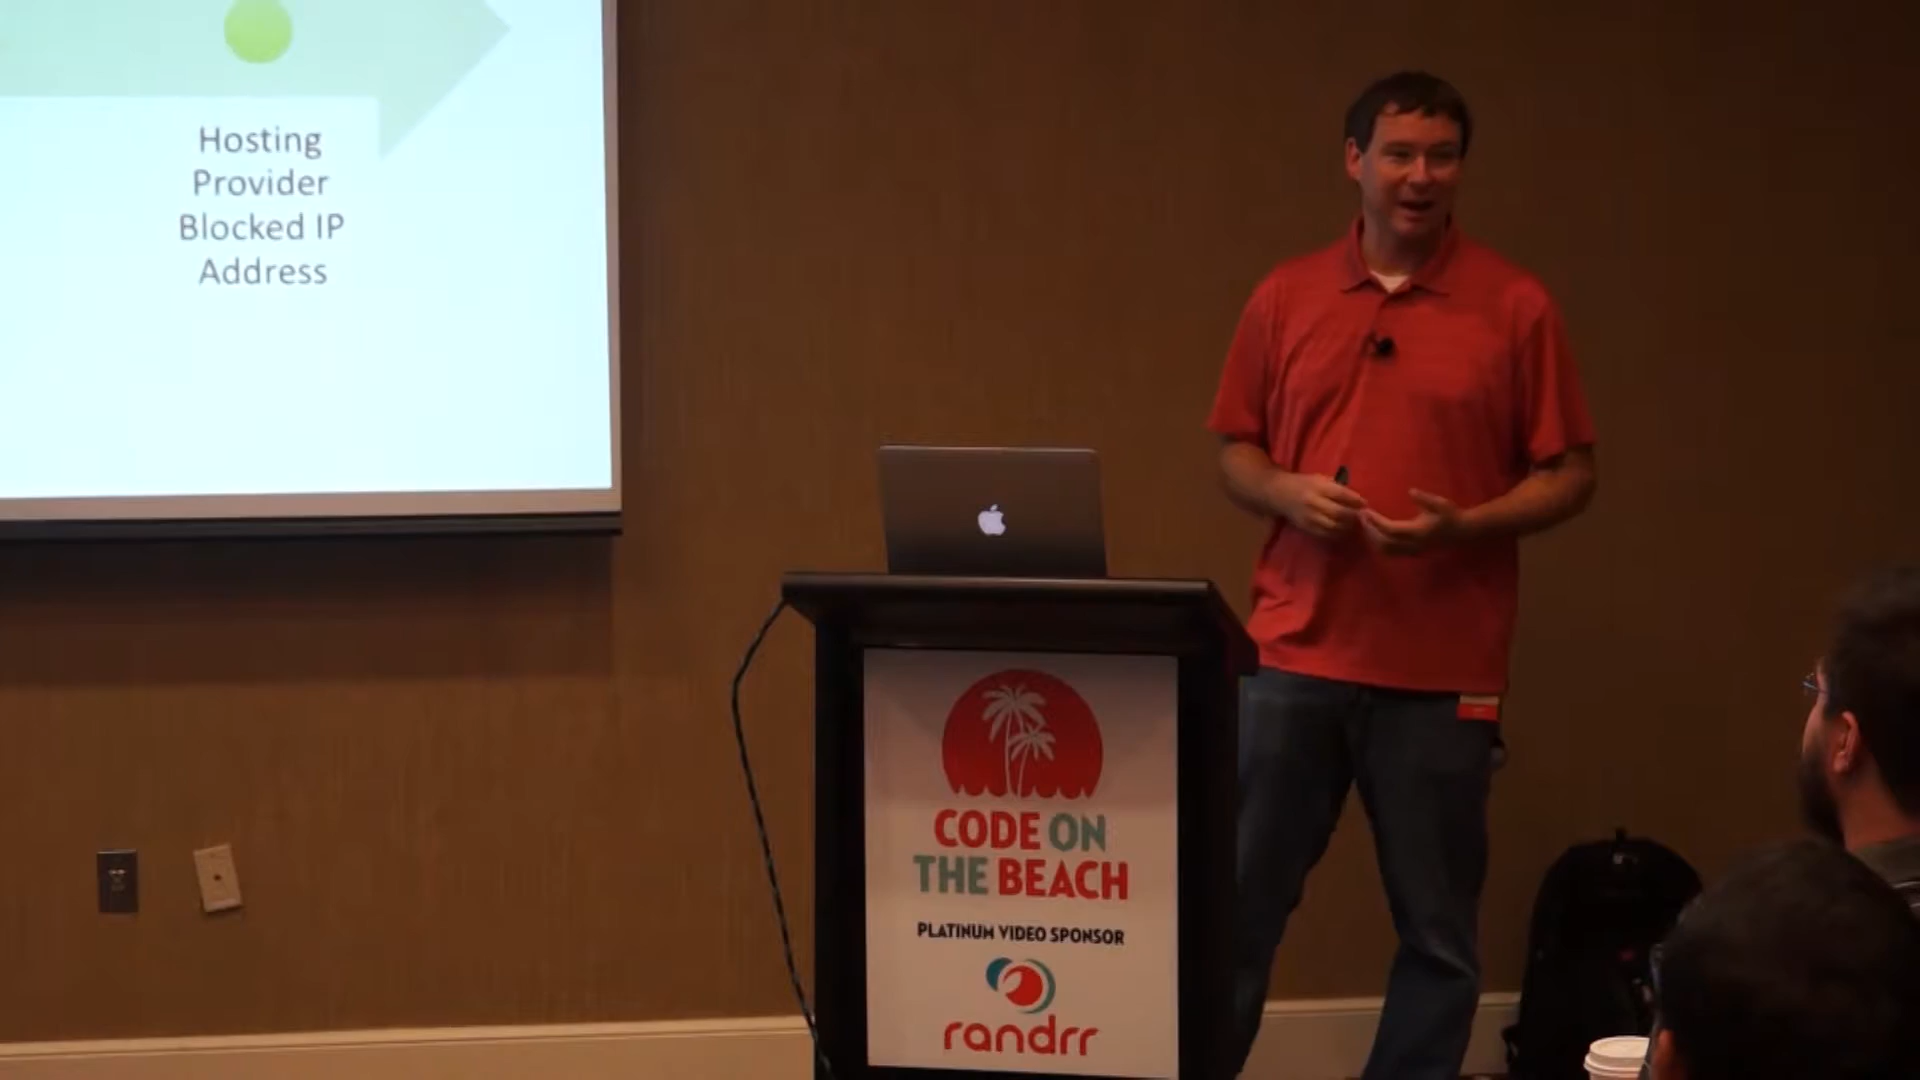 Hosting
Provider
Blocked IP
Address
CODE ON
THE BEACH
PLATINUM VIDEO SPONSOR
randrr